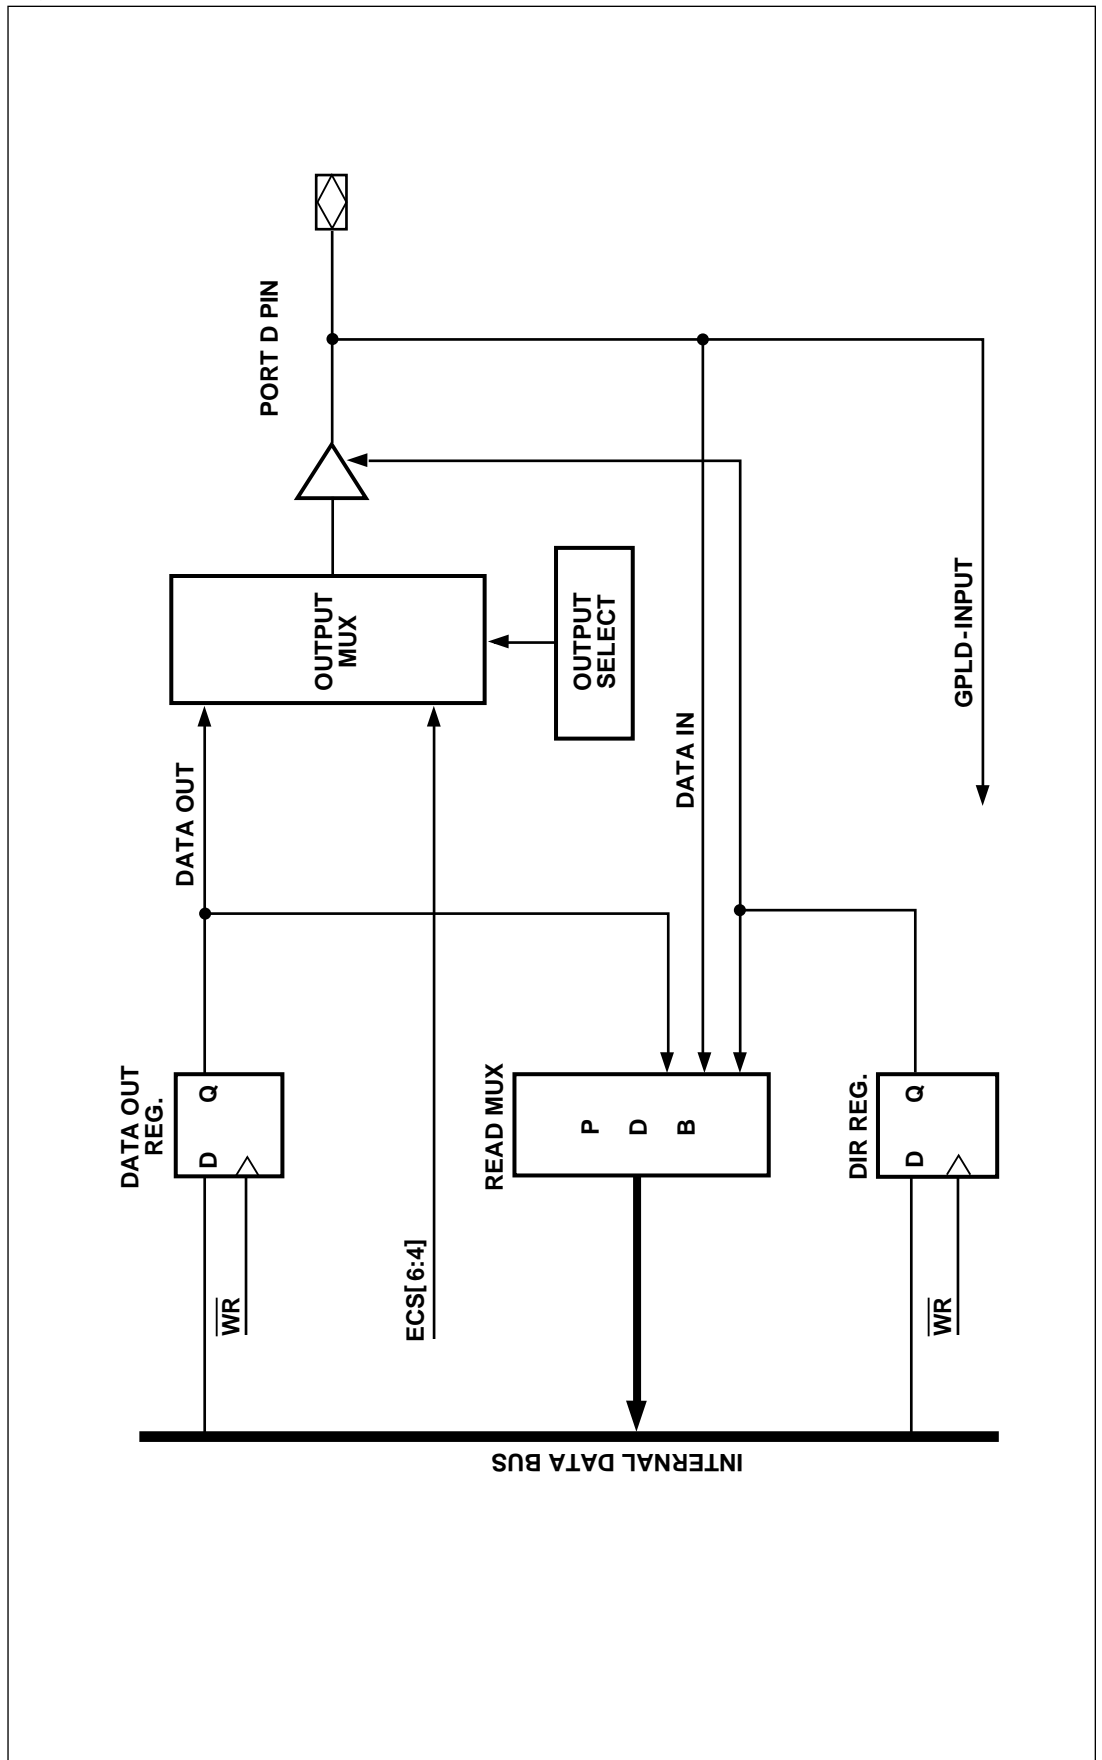 INTERNAL DATA BUS
DATA OUT
REG.
D
Q
WR
DATA OUT
ECS[ 6:4]
OUTPUT
MUX
PORT D PIN
OUTPUT
SELECT
READ MUX
P
D
B
DATA IN
DIR REG.
D
Q
WR
GPLD-INPUT